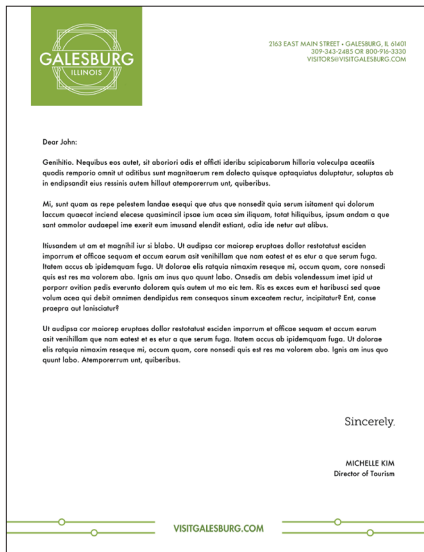 GALESBURG
ILLINOIS
2163 EAST MAIN STREET • GALESBURG, IL 61401
309-343-2485 OR 800-916-3330
VISITORS@VISITGALESBURG.COM
Dear John:
Genihitio. Nequibus eos autet, sit aboriori odis et officti ideribu scipicaborum hilloria voleculpa aceatiis
quodis remporio omnit ut oditibus sunt magnitaerum rem dolecto quisque optaquiatus doluptatur, soluptas ab
in endipsandit eius ressinis autem hillaut atemporerrum unt, quiberibus.
Mi, sunt quam as repe pelestem landae esequi que atus que nonsedit quia serum isitament qui dolorum
laccum quaecat inciend elecese quasimincil ipsae ium acea sim iliquam, totat hiliquibus, ipsum andam a que
sant ommolor audaepel ime exerit eum imusand elendit estiant, odia ide netur aut alibus.
Itiusandem ut am et magnihil iur si blabo. Ut audipsa cor maiorep eruptaes dollor restotatust esciden
imporrum et officae sequam et accum earum asit venihillam que nam eatest et es etur a que serum fuga.
Itatem accus ab ipidemquam fuga. Ut dolorae elis ratquia nimaxim reseque mi, occum quam, core nonsedi
quis est res ma volorem abo. Ignis am inus quo quunt labo. Onsedis am debis volendessum imet ipid ut
porporr ovition pedis everunto dolorem quis autem ut mo eic tem. Ris es exces eum et haribusci sed quae
volum acea qui debit omnimen dendipidus rem consequos sinum exceatem rectur, incipitatur? Ent, conse
praepra aut lanisciatur?
Ut audipsa cor maiorep eruptaes dollor restotatust esciden imporrum et officae sequam et accum earum
asit venihillam que nam eatest et es etur a que serum fuga. Itatem accus ab ipidemquam fuga. Ut dolorae
elis ratquia nimaxim reseque mi, occum quam, core nonsedi quis est res ma volorem abo. Ignis am inus quo
quunt labo. Atemporerrum unt, quiberibus.
Sincerely,
MICHELLE KIM
Director of Tourism
VISITGALESBURG.COM